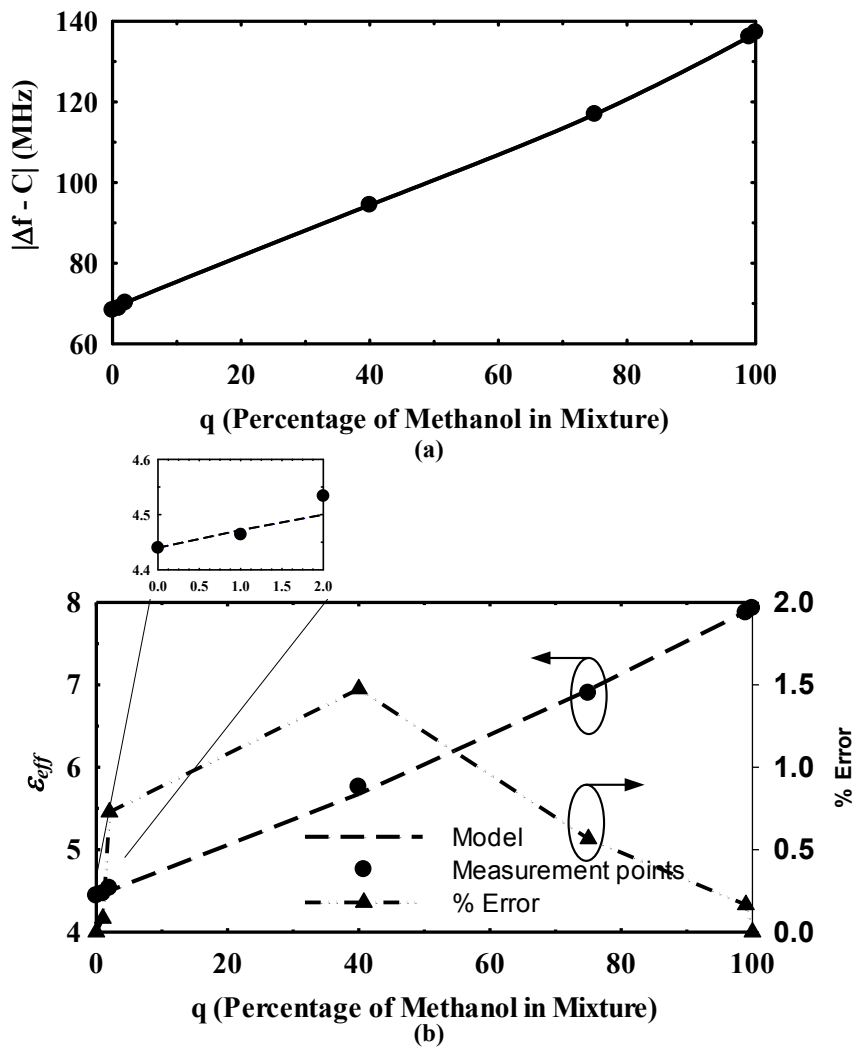 140
120
100
80
60
|Δf - C| (MHz)
0 20 40 60 80 100
q (Percentage of Methanol in Mixture)
(a)
4.6
4.5
4.4
0.0 0.5 1.0 1.5 2.0
8
7
6
5
4
εeff
2.0
1.5
1.0
0.5
0.0
% Error
Model
Measurement points
% Error
0 20 40 60 80 100
q (Percentage of Methanol in Mixture)
(b)